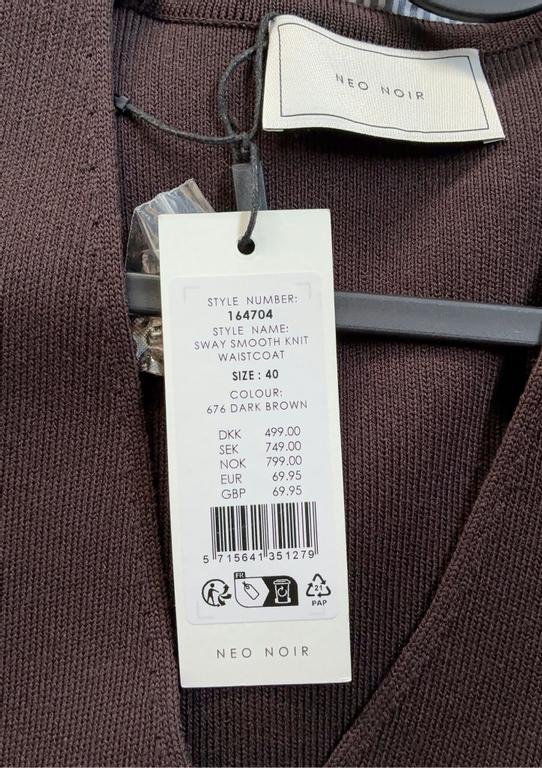 NEO NOIR
STYLE NUMBER:
164704
STYLE NAME:
SWAY SMOOTH KNIT
WAISTCOAT
SIZE : 40
COLOUR:
676 DARK BROWN
DKK 499.00
SEK 749.00
NOK 799.00
EUR 69.95
GBP 69.95
5 715641 351279
FR
21
PAP
NEO NOIR